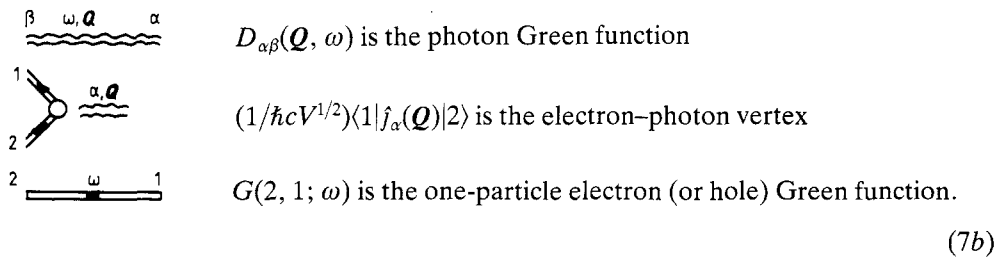 β ω, Q α
D_{αβ}(Q, ω) is the photon Green function
1
α, Q
(1/ℏcV^{1/2})⟨1|ĵ_α(Q)|2⟩ is the electron–photon vertex
2
2 ω 1
G(2, 1; ω) is the one-particle electron (or hole) Green function.
(7b)